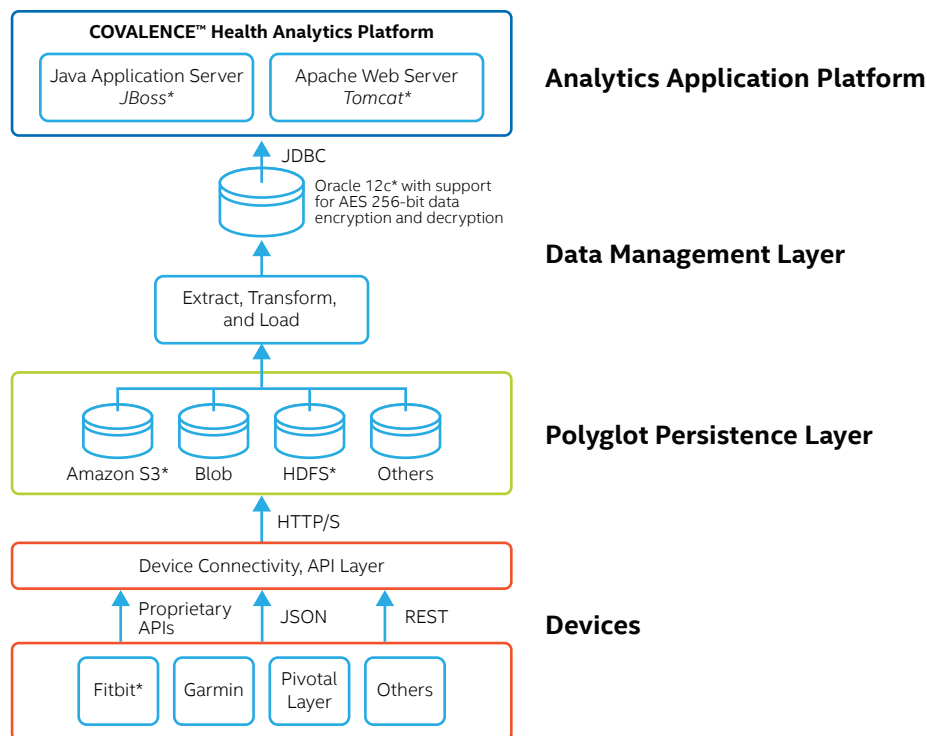 COVALENCE™ Health Analytics Platform
Java Application Server
JBoss*
Apache Web Server
Tomcat*
Analytics Application Platform
JDBC
Oracle 12c* with support
for AES 256-bit data
encryption and decryption
Data Management Layer
Extract, Transform,
and Load
Polyglot Persistence Layer
Amazon S3*
Blob
HDFS*
Others
HTTP/S
Device Connectivity, API Layer
Proprietary
APIs
JSON
REST
Devices
Fitbit*
Garmin
Pivotal
Layer
Others